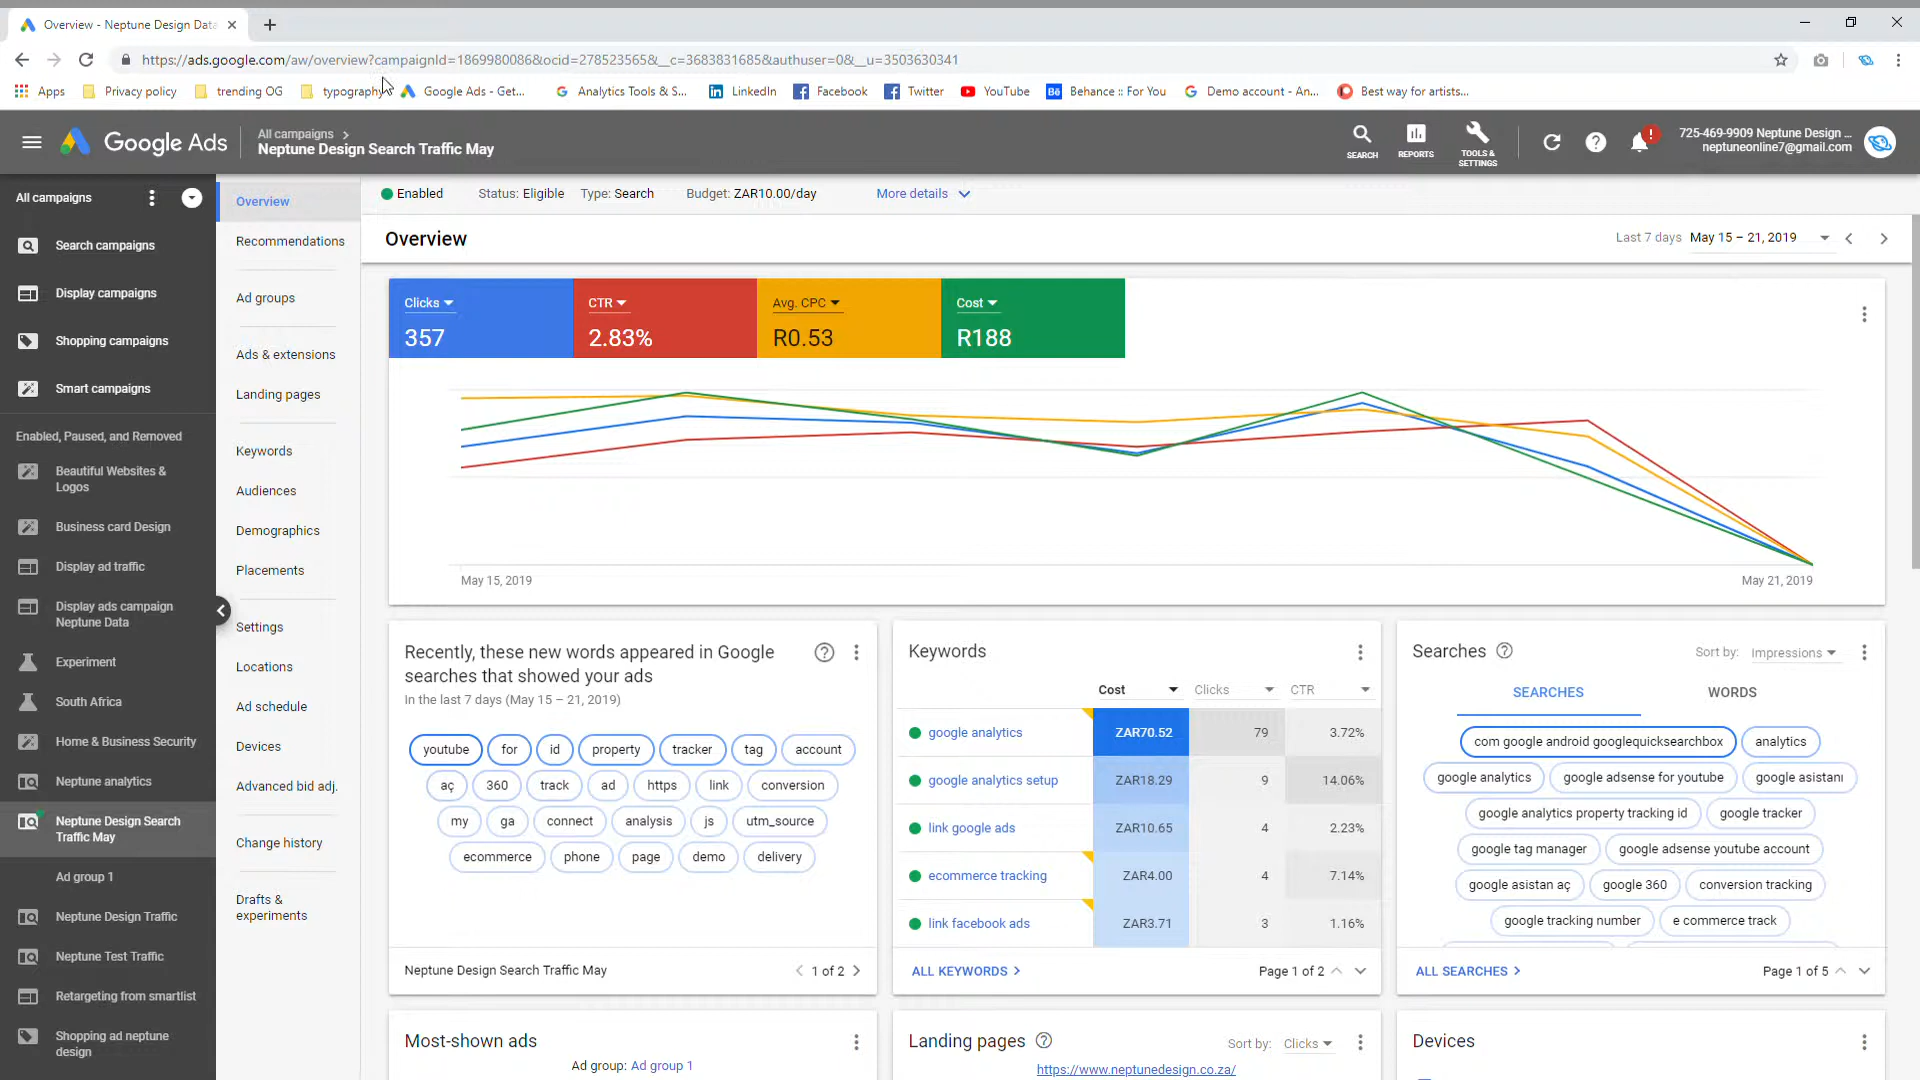 Overview - Neptune Design Data
https://ads.google.com/aw/overview?campaignId=1869980086&ocid=278523565&__c=3683831685&authuser=0&__u=3503630341
Apps
Privacy policy
trending OG
typography
Google Ads - Get...
Analytics Tools & S...
LinkedIn
Facebook
Twitter
YouTube
Behance :: For You
Demo account - An...
Best way for artists...
Google Ads
All campaigns
Neptune Design Search Traffic May
SEARCH
REPORTS
TOOLS &
SETTINGS
725-469-9909 Neptune Design ...
neptuneonline7@gmail.com
All campaigns
Search campaigns
Display campaigns
Shopping campaigns
Smart campaigns
Enabled, Paused, and Removed
Beautiful Websites &
Logos
Business card Design
Display ad traffic
Display ads campaign
Neptune Data
Experiment
South Africa
Home & Business Security
Neptune analytics
Neptune Design Search
Traffic May
Ad group 1
Neptune Design Traffic
Neptune Test Traffic
Retargeting from smartlist
Shopping ad neptune
design
Overview
Recommendations
Ad groups
Ads & extensions
Landing pages
Keywords
Audiences
Demographics
Placements
Settings
Locations
Ad schedule
Devices
Advanced bid adj.
Change history
Drafts &
experiments
Enabled
Status: Eligible
Type: Search
Budget: ZAR10.00/day
More details
Overview
Last 7 days
May 15 – 21, 2019
Clicks
357
CTR
2.83%
Avg. CPC
R0.53
Cost
R188
May 15, 2019
May 21, 2019
Recently, these new words appeared in Google
searches that showed your ads
In the last 7 days (May 15 – 21, 2019)
youtube
for
id
property
tracker
tag
account
aç
360
track
ad
https
link
conversion
my
ga
connect
analysis
js
utm_source
ecommerce
phone
page
demo
delivery
Neptune Design Search Traffic May
1 of 2
Keywords
Cost
Clicks
CTR
google analytics
ZAR70.52
79
3.72%
google analytics setup
ZAR18.29
9
14.06%
link google ads
ZAR10.65
4
2.23%
ecommerce tracking
ZAR4.00
4
7.14%
link facebook ads
ZAR3.71
3
1.16%
ALL KEYWORDS
Page 1 of 2
Searches
Sort by:
Impressions
SEARCHES
WORDS
com google android googlequicksearchbox
analytics
google analytics
google adsense for youtube
google asistanı
google analytics property tracking id
google tracker
google tag manager
google adsense youtube account
google asistan aç
google 360
conversion tracking
google tracking number
e commerce track
ALL SEARCHES
Page 1 of 5
Most-shown ads
Ad group: Ad group 1
Landing pages
Sort by:
Clicks
https://www.neptunedesign.co.za/
Devices